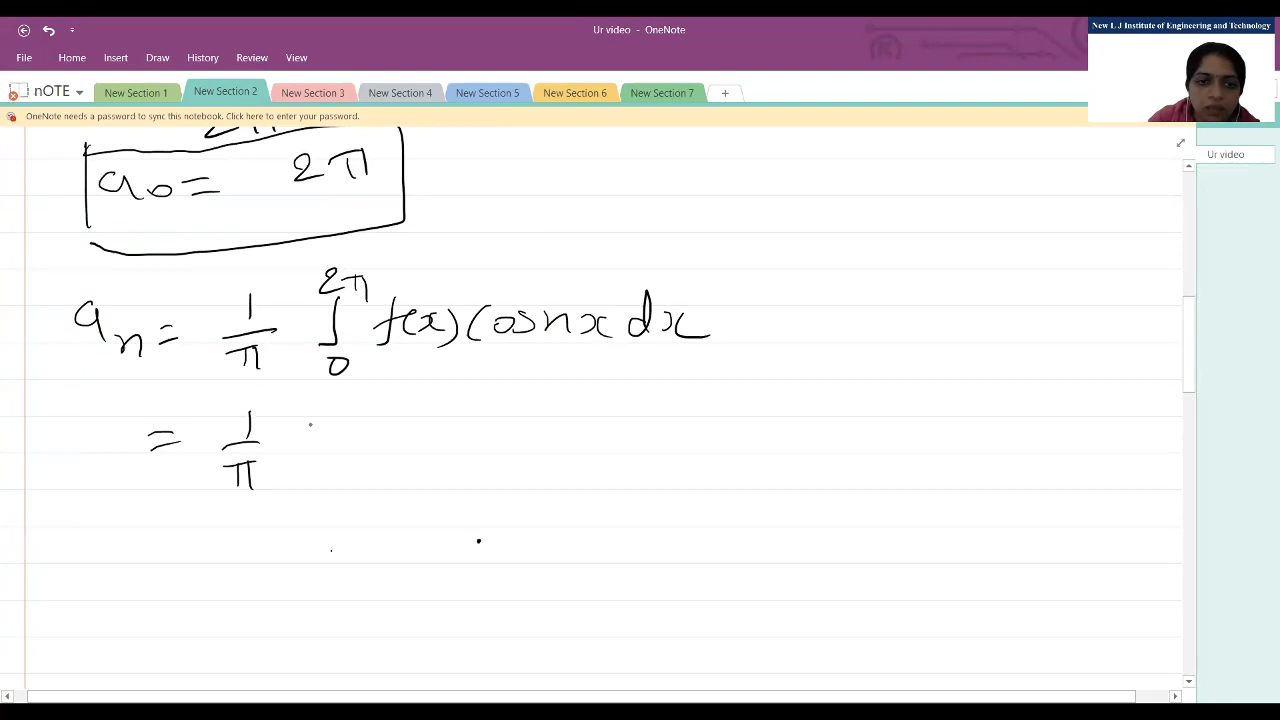 New L J Institute of Engineering and Technology
Ur video - OneNote
File Home Insert Draw History Review View
nOTE New Section 1 New Section 2 New Section 3 New Section 4 New Section 5 New Section 6 New Section 7 +
OneNote needs a password to sync this notebook. Click here to enter your password.
Ur video
a₀ = 2π
aₙ = 1/π ∫₀^2π f(x) Cosnx dx
= 1/π